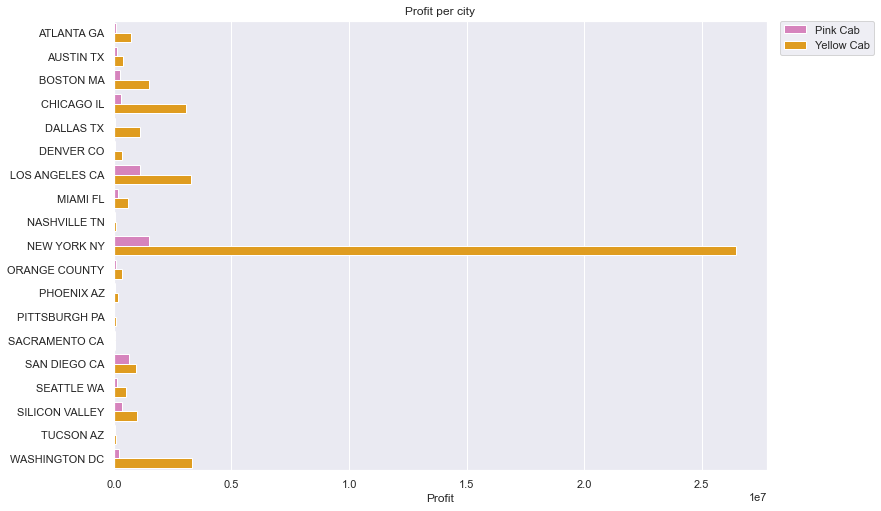 Profit per city
Pink Cab
Yellow Cab
ATLANTA GA
AUSTIN TX
BOSTON MA
CHICAGO IL
DALLAS TX
DENVER CO
LOS ANGELES CA
MIAMI FL
NASHVILLE TN
NEW YORK NY
ORANGE COUNTY
PHOENIX AZ
PITTSBURGH PA
SACRAMENTO CA
SAN DIEGO CA
SEATTLE WA
SILICON VALLEY
TUCSON AZ
WASHINGTON DC
0.0 0.5 1.0 1.5 2.0 2.5
1e7
Profit